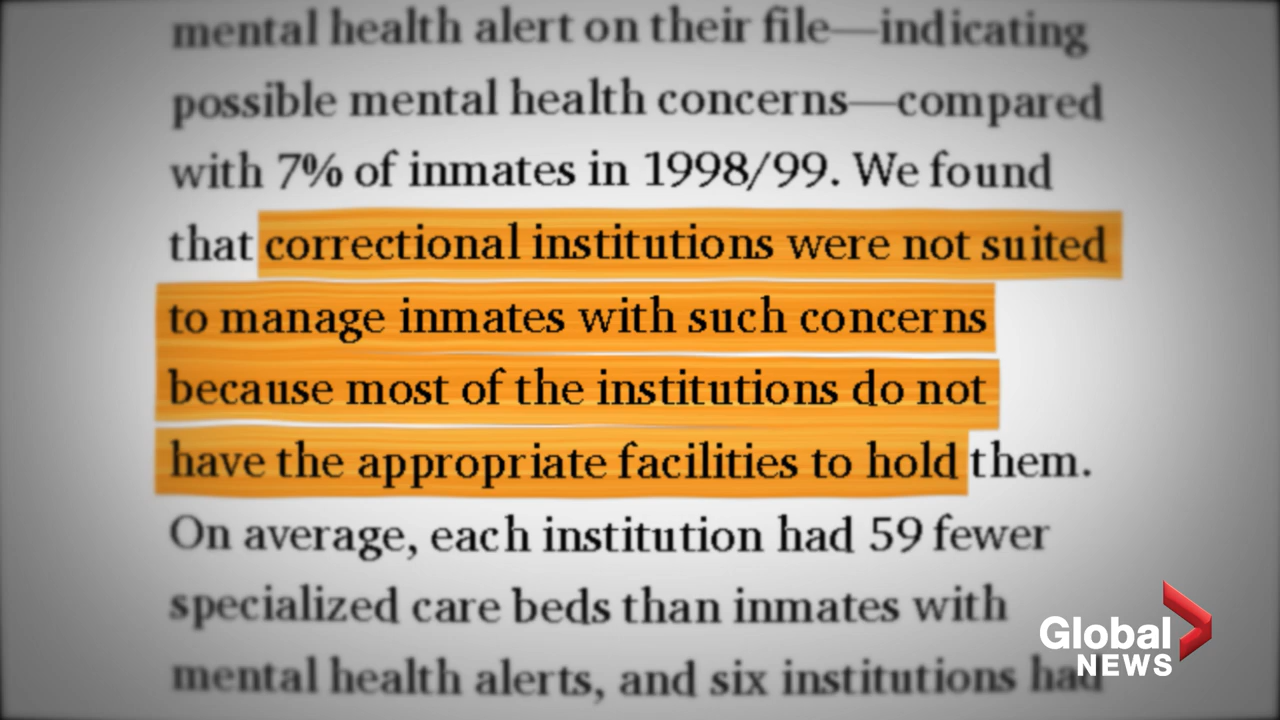 mental health alert on their file—indicating
possible mental health concerns—compared
with 7% of inmates in 1998/99. We found
that correctional institutions were not suited
to manage inmates with such concerns
because most of the institutions do not
have the appropriate facilities to hold them.
On average, each institution had 59 fewer
specialized care beds than inmates with
mental health alerts, and six institutions had
Global
NEWS